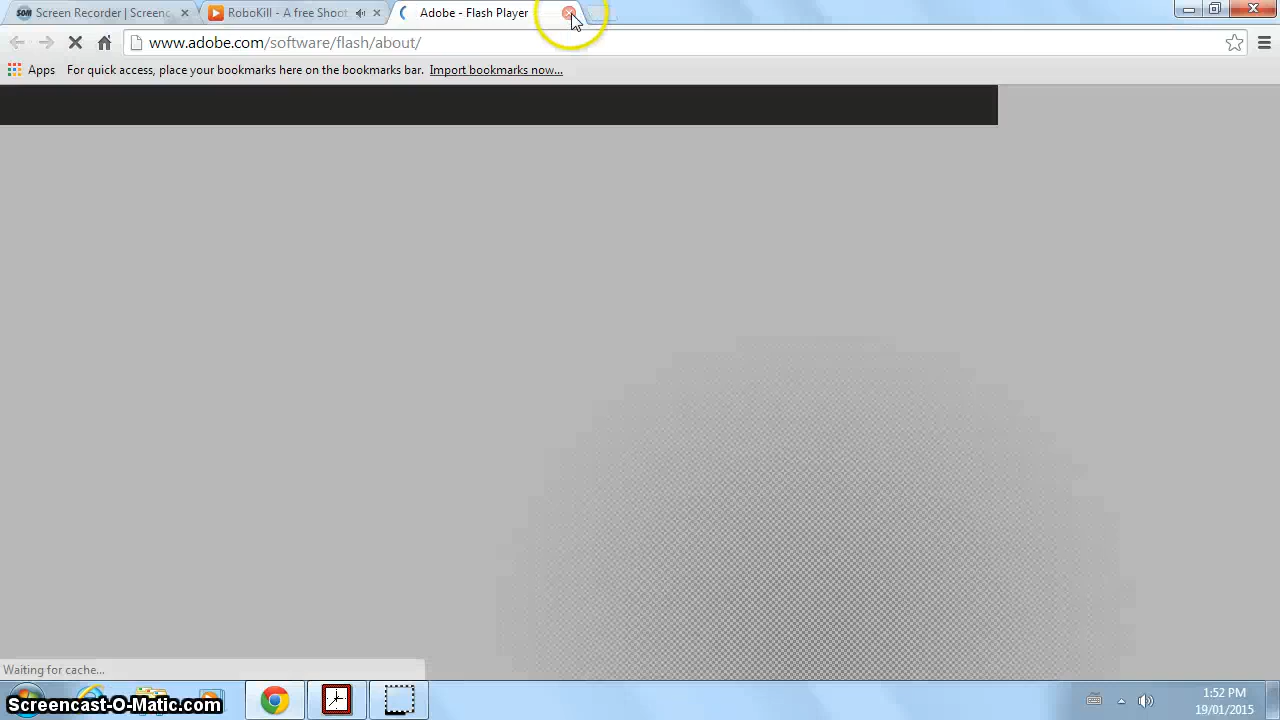 Screen Recorder | Screenc
RoboKill - A free Shoot
Adobe - Flash Player
www.adobe.com/software/flash/about/
Apps
For quick access, place your bookmarks here on the bookmarks bar. Import bookmarks now...
Waiting for cache...
Screencast-O-Matic.com
1:52 PM
19/01/2015